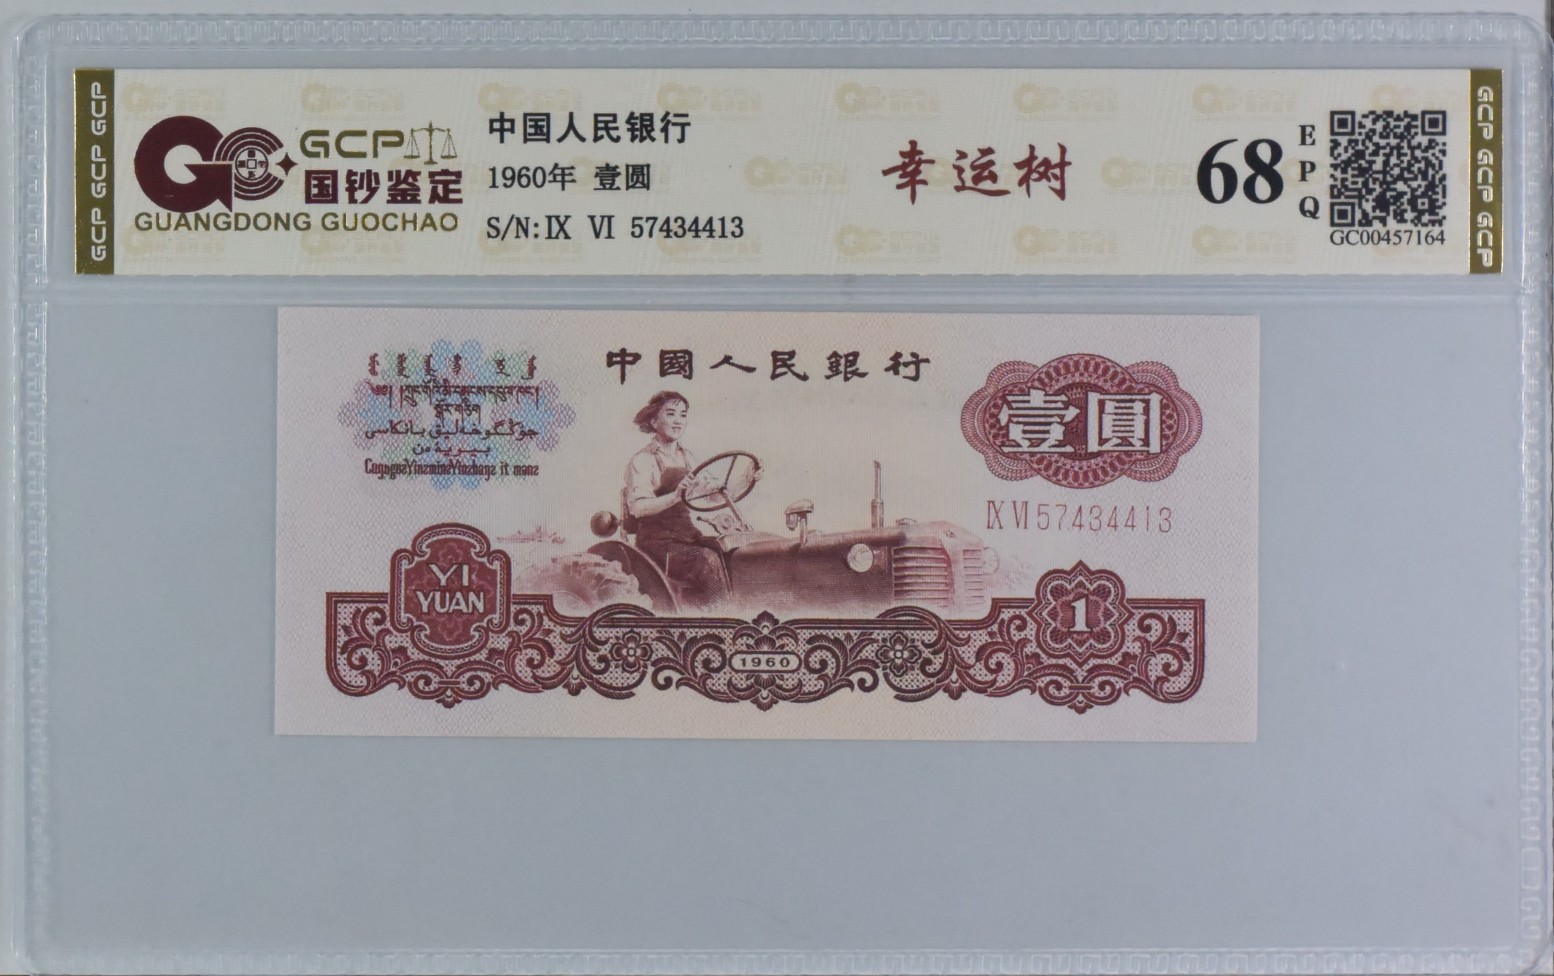 GCP GCP GCP
GCP
国钞鉴定
GUANGDONG GUOCHAO
中国人民银行
1960年 壹圆
S/N: IX VI 57434413
幸运树
68
EPQ
GC00457164
GCP GCP GCP
中國人民銀行
壹圓
IX VI 57434413
YI
YUAN
1960
1